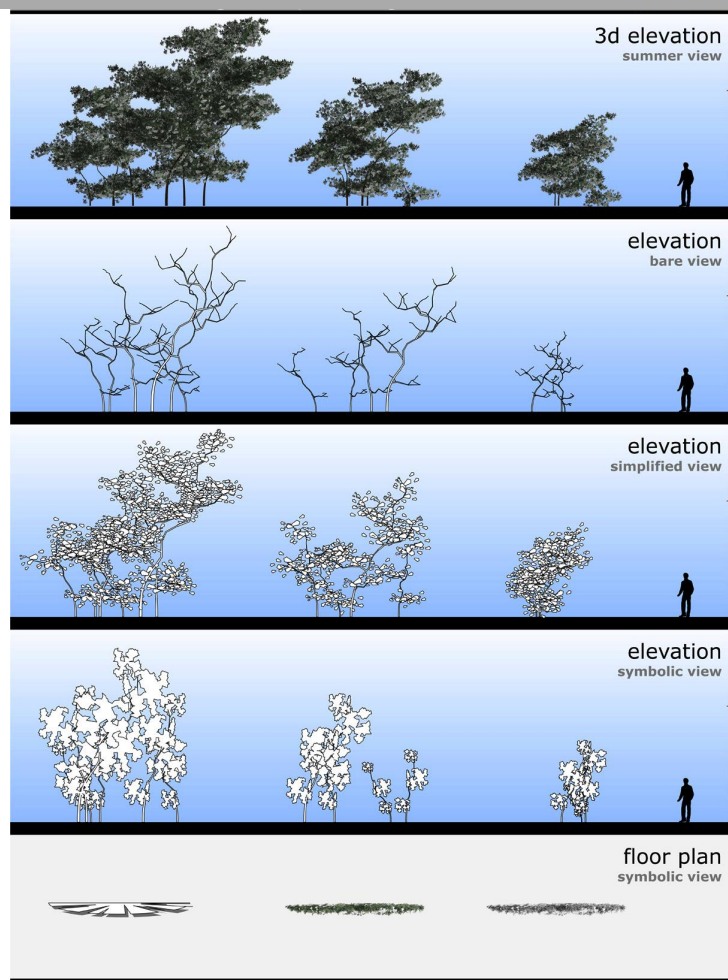 3d elevation
summer view
elevation
bare view
elevation
simplified view
elevation
symbolic view
floor plan
symbolic view